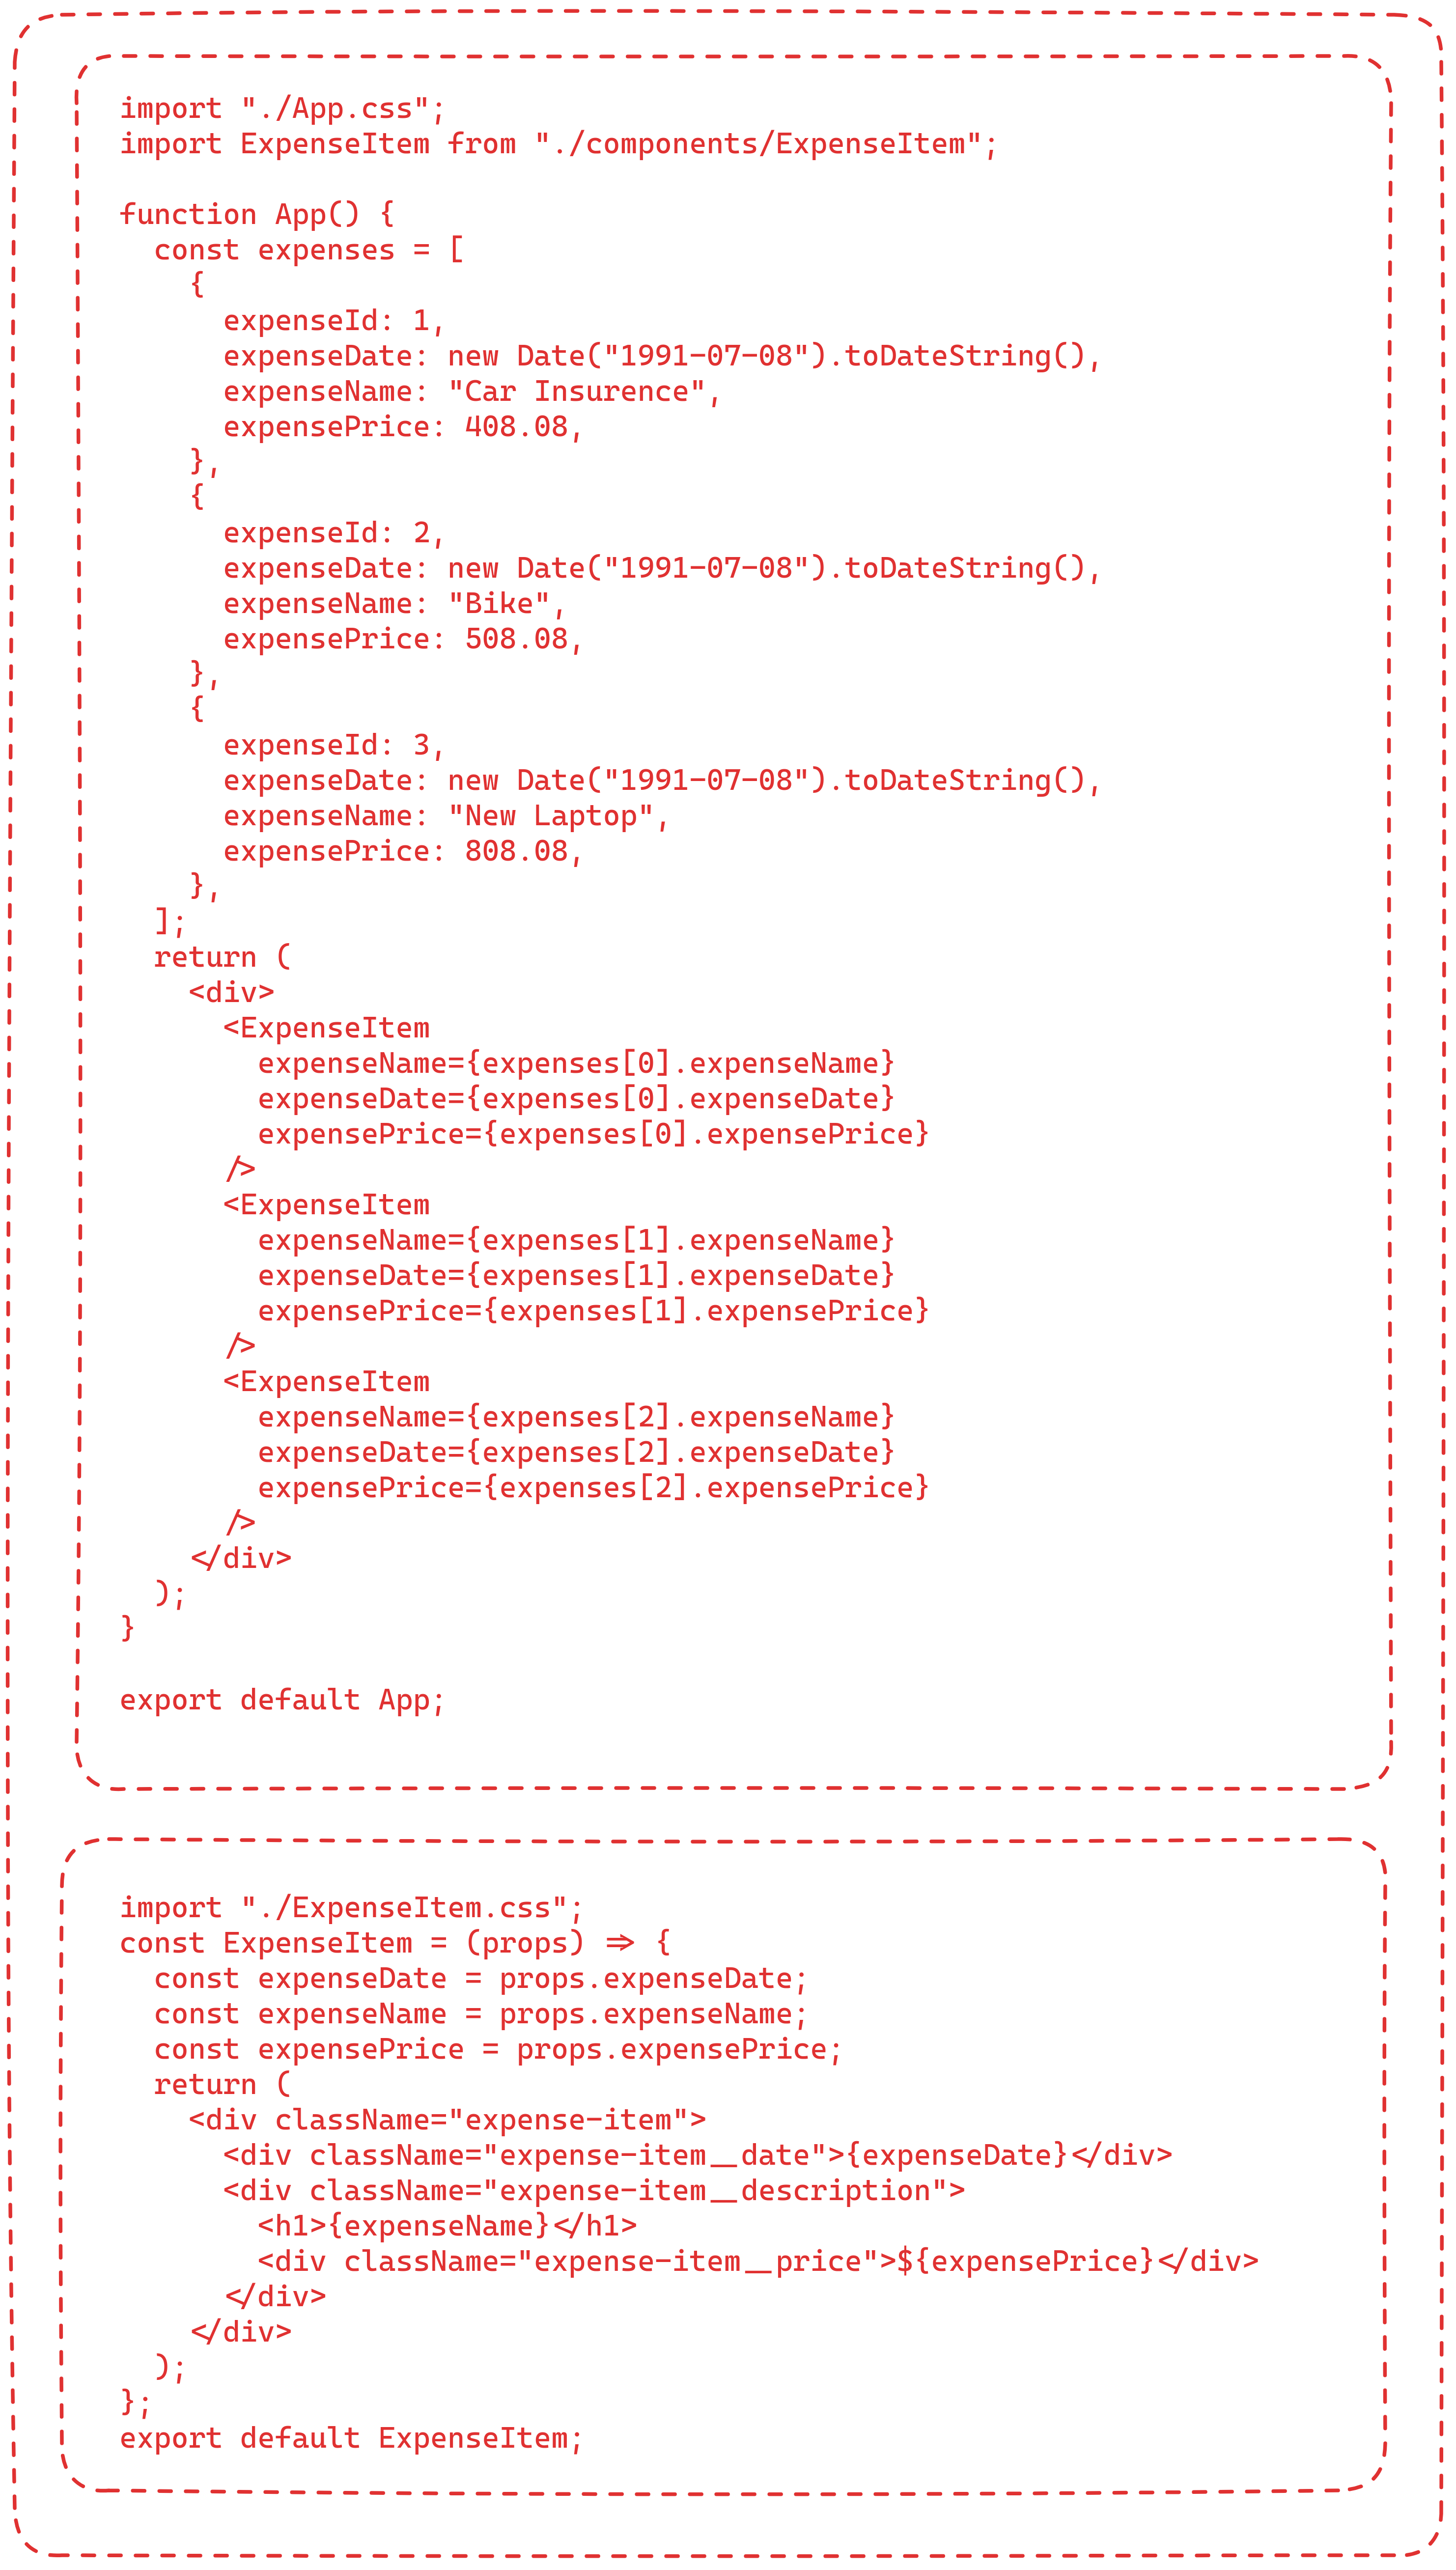 import "./App.css";
import ExpenseItem from "./components/ExpenseItem";

function App() {
  const expenses = [
    {
      expenseId: 1,
      expenseDate: new Date("1991-07-08").toDateString(),
      expenseName: "Car Insurence",
      expensePrice: 408.08,
    },
    {
      expenseId: 2,
      expenseDate: new Date("1991-07-08").toDateString(),
      expenseName: "Bike",
      expensePrice: 508.08,
    },
    {
      expenseId: 3,
      expenseDate: new Date("1991-07-08").toDateString(),
      expenseName: "New Laptop",
      expensePrice: 808.08,
    },
  ];
  return (
    <div>
      <ExpenseItem
        expenseName={expenses[0].expenseName}
        expenseDate={expenses[0].expenseDate}
        expensePrice={expenses[0].expensePrice}
      />
      <ExpenseItem
        expenseName={expenses[1].expenseName}
        expenseDate={expenses[1].expenseDate}
        expensePrice={expenses[1].expensePrice}
      />
      <ExpenseItem
        expenseName={expenses[2].expenseName}
        expenseDate={expenses[2].expenseDate}
        expensePrice={expenses[2].expensePrice}
      />
    </div>
  );
}

export default App;

import "./ExpenseItem.css";
const ExpenseItem = (props) => {
  const expenseDate = props.expenseDate;
  const expenseName = props.expenseName;
  const expensePrice = props.expensePrice;
  return (
    <div className="expense-item">
      <div className="expense-item__date">{expenseDate}</div>
      <div className="expense-item__description">
        <h1>{expenseName}</h1>
        <div className="expense-item__price">${expensePrice}</div>
      </div>
    </div>
  );
};
export default ExpenseItem;